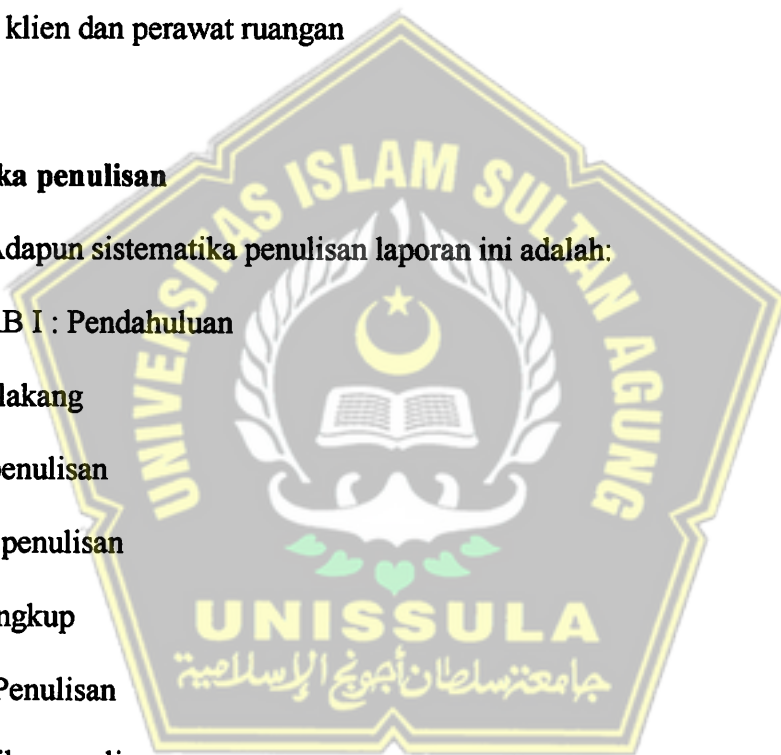 klien dan perawat ruangan
ka penulisan
Adapun sistematika penulisan laporan ini adalah:
AB I : Pendahuluan
lakang
penulisan
penulisan
ngkup
Penulisan
UNIVERSITAS ISLAM SULTAN AGUNG
UNISSULA
جامعة سلطان أجونج الإسلامية